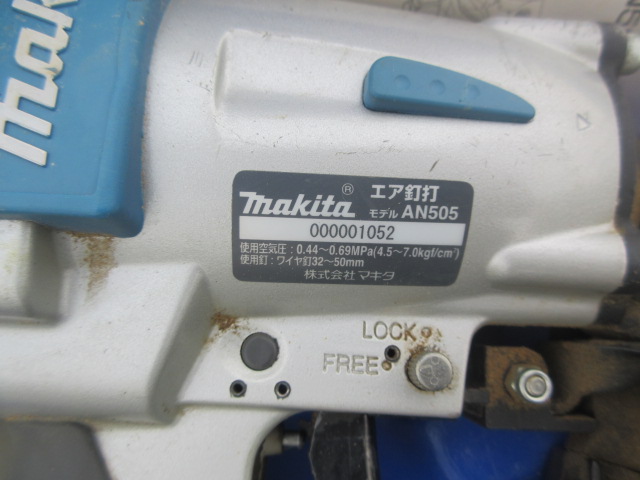 mak
makita® エア釘打
モデル AN505
000001052
使用空気圧：0.44～0.69MPa(4.5～7.0kgf/cm²)
使用釘：ワイヤ釘32～50mm
株式会社マキタ
LOCK
FREE